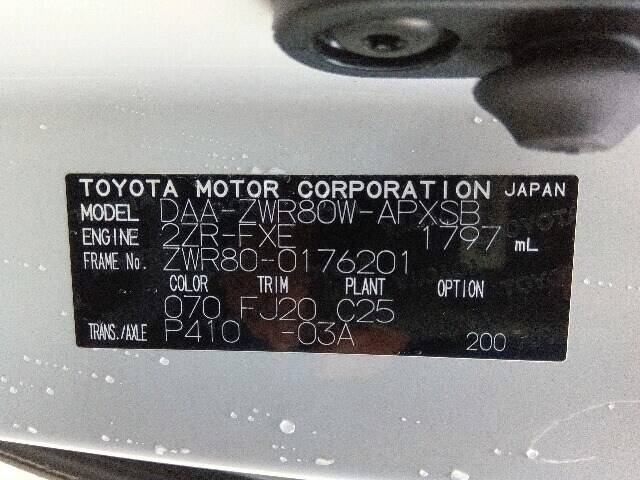 TOYOTA MOTOR CORPORATION JAPAN
MODEL DAA-ZWR80W-APXSB
ENGINE 2ZR-FXE 1797 mL
FRAME No. ZWR80-0176201
COLOR TRIM PLANT OPTION
070 FJ20 C25
TRANS./AXLE P410 -03A 200